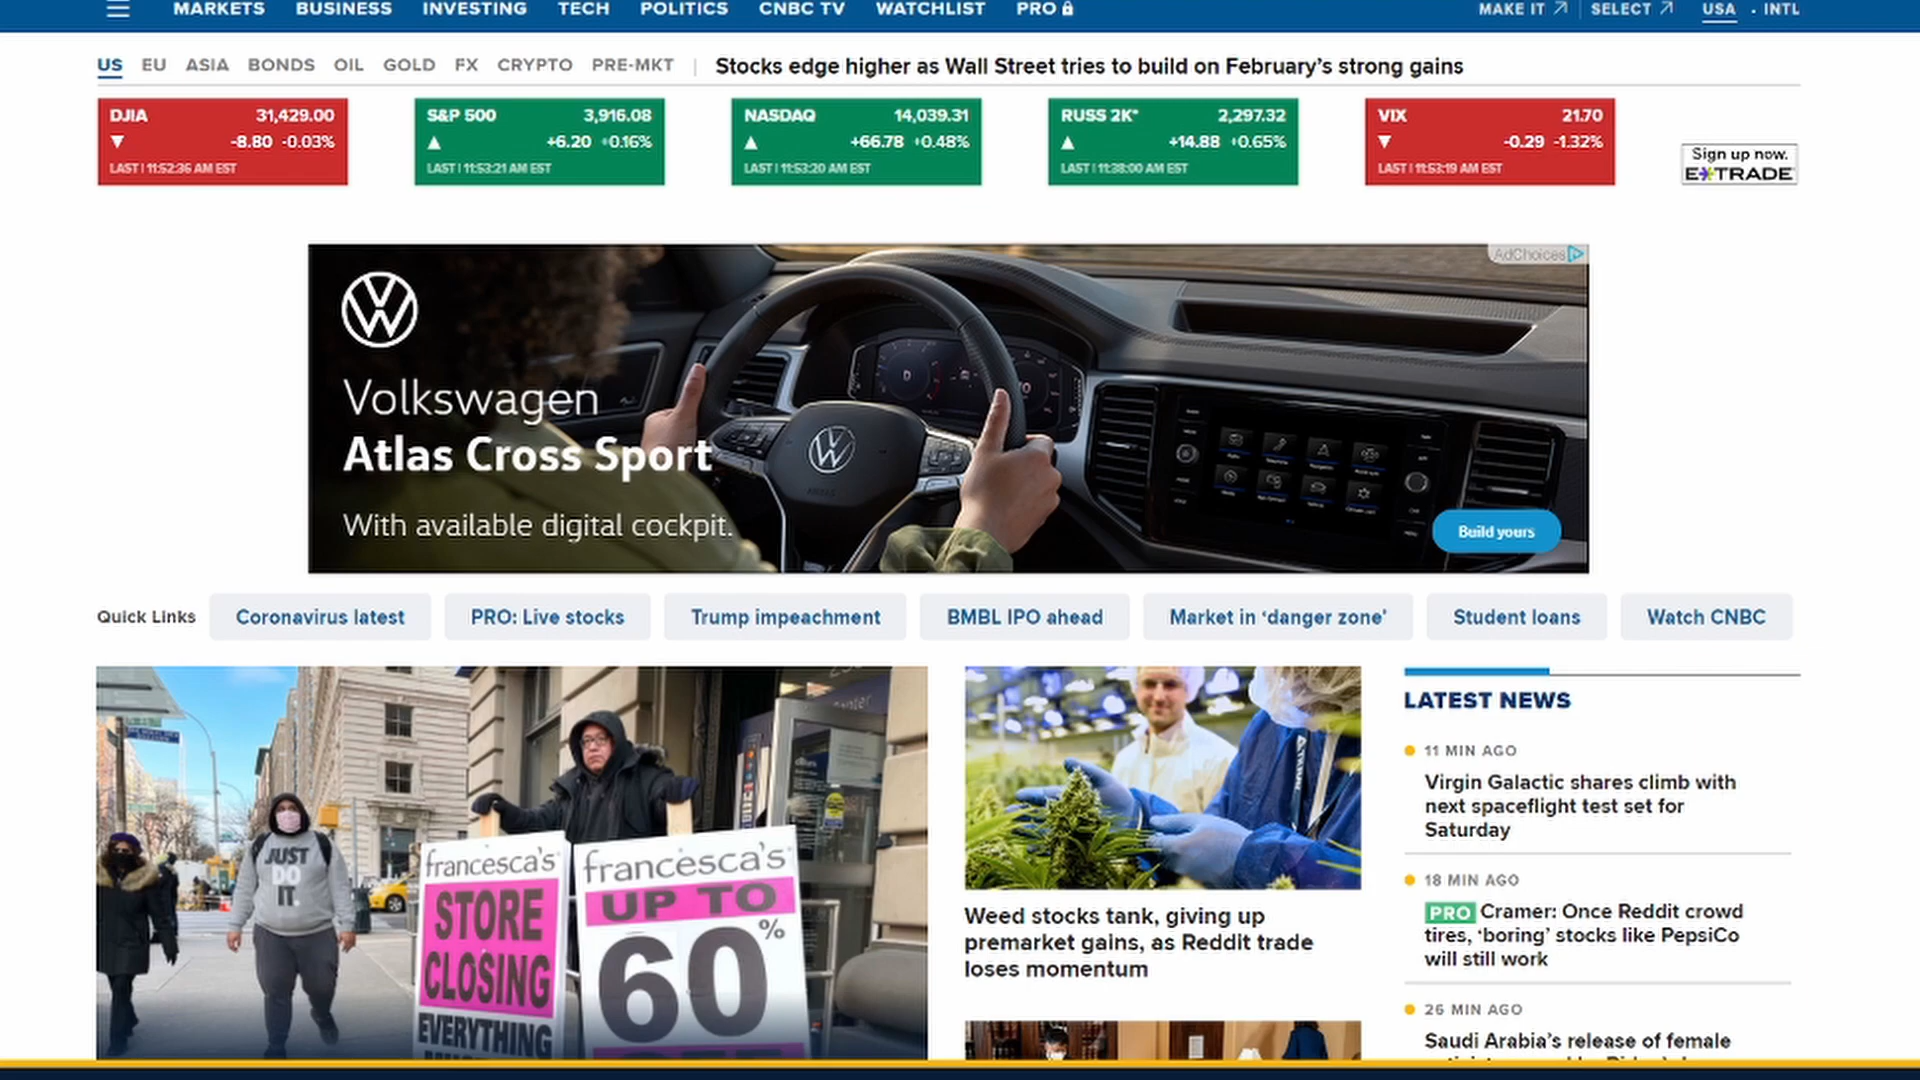 MARKETS BUSINESS INVESTING TECH POLITICS CNBC TV WATCHLIST PRO MAKE IT SELECT USA · INTL
US EU ASIA BONDS OIL GOLD FX CRYPTO PRE-MKT | Stocks edge higher as Wall Street tries to build on February's strong gains
DJIA 31,429.00
-8.80 -0.03%
LAST | 11:52:36 AM EST
S&P 500 3,916.08
+6.20 +0.16%
LAST | 11:53:21 AM EST
NASDAQ 14,039.31
+66.78 +0.48%
LAST | 11:53:20 AM EST
RUSS 2K* 2,297.32
+14.88 +0.65%
LAST | 11:38:00 AM EST
VIX 21.70
-0.29 -1.32%
LAST | 11:53:19 AM EST
Sign up now.
E*TRADE
AdChoices
Volkswagen
Atlas Cross Sport
With available digital cockpit.
Build yours
Quick Links Coronavirus latest PRO: Live stocks Trump impeachment BMBL IPO ahead Market in ‘danger zone’ Student loans Watch CNBC
JUST
DO
IT.
francesca's
STORE
CLOSING
EVERYTHING
francesca's
UP TO
60%
Weed stocks tank, giving up
premarket gains, as Reddit trade
loses momentum
LATEST NEWS
11 MIN AGO
Virgin Galactic shares climb with
next spaceflight test set for
Saturday
18 MIN AGO
PRO Cramer: Once Reddit crowd
tires, ‘boring’ stocks like PepsiCo
will still work
26 MIN AGO
Saudi Arabia’s release of female